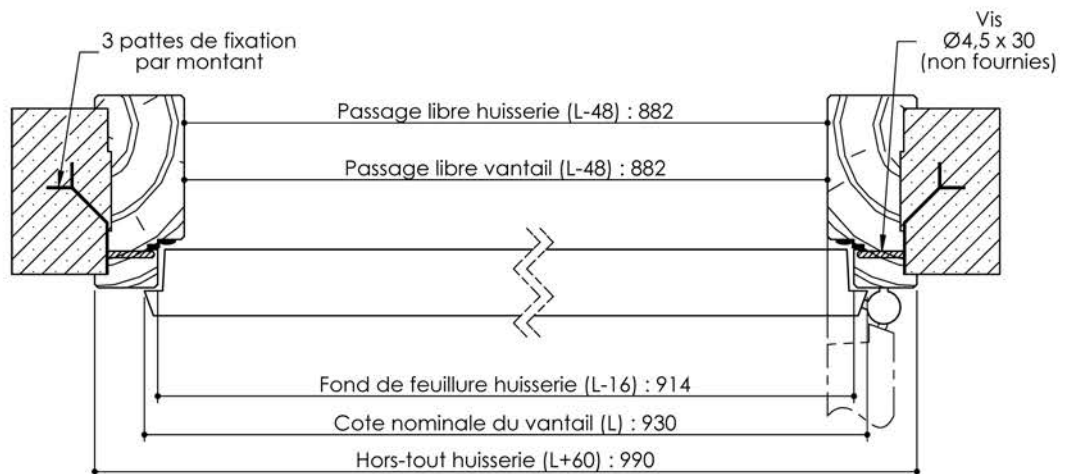 3 pattes de fixation
par montant
Vis
Ø4,5 x 30
(non fournies)
Passage libre huisserie (L-48) : 882
Passage libre vantail (L-48) : 882
Fond de feuillure huisserie (L-16) : 914
Cote nominale du vantail (L) : 930
Hors-tout huisserie (L+60) : 990